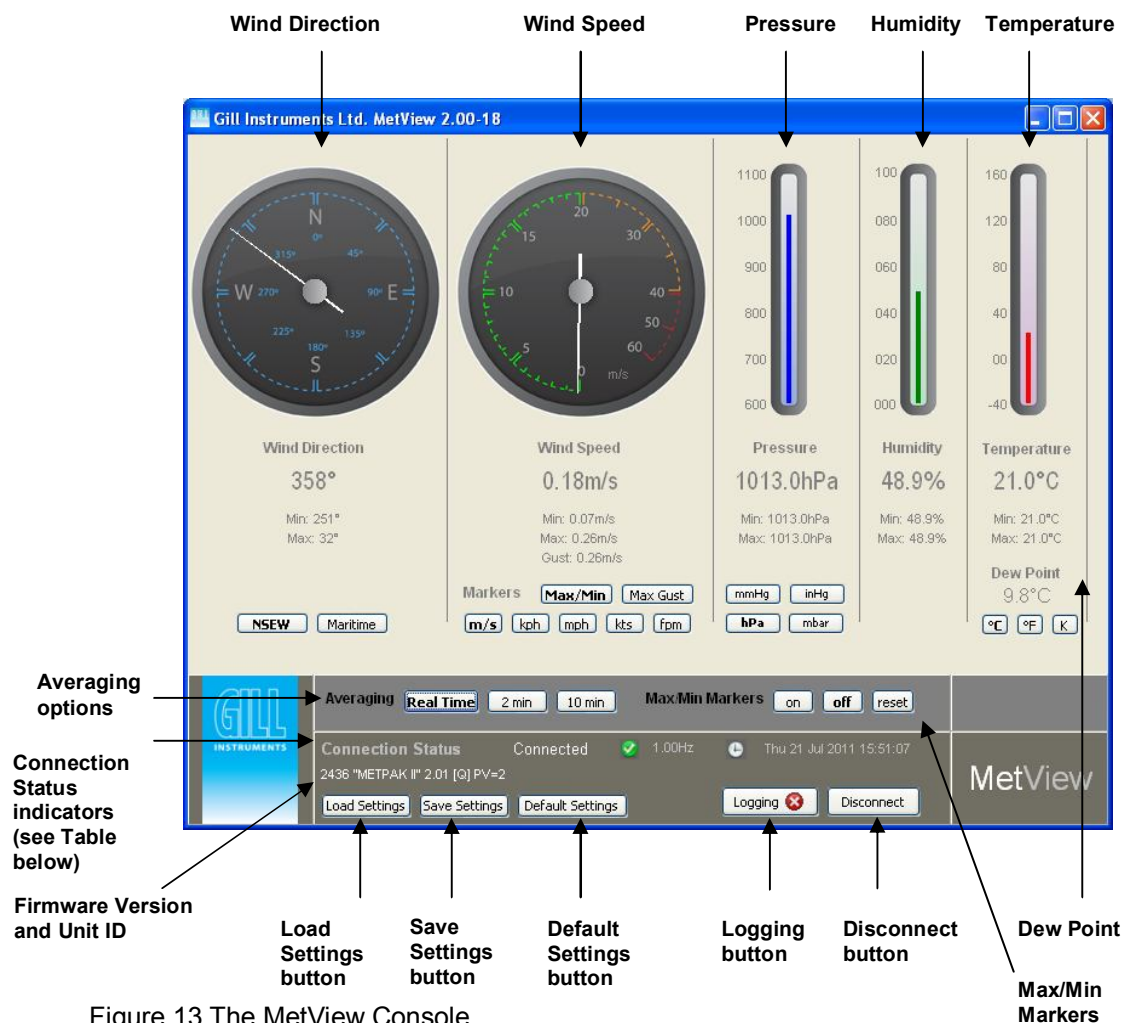 Wind Direction
Wind Speed
Pressure
Humidity
Temperature
Gill Instruments Ltd. MetView 2.00-18
N
0°
45°
90°
E
135°
180°
S
225°
W
270°
315°
0
5
10
15
20
30
40
50
60
m/s
1100
1000
900
800
700
600
100
080
060
040
020
000
160
120
80
40
00
-40
Wind Direction
358°
Min: 251°
Max: 32°
NSEW
Maritime
Wind Speed
0.18m/s
Min: 0.07m/s
Max: 0.26m/s
Gust: 0.26m/s
Markers
Max/Min
Max Gust
m/s
kph
mph
kts
fpm
Pressure
1013.0hPa
Min: 1013.0hPa
Max: 1013.0hPa
mmHg
inHg
hPa
mbar
Humidity
48.9%
Min: 48.9%
Max: 48.9%
Temperature
21.0°C
Min: 21.0°C
Max: 21.0°C
Dew Point
9.8°C
°C
°F
K
Averaging options
GILL
INSTRUMENTS
Averaging
Real Time
2 min
10 min
Max/Min Markers
on
off
reset
Connection Status
Connected
1.00Hz
Thu 21 Jul 2011 15:51:07
2436 "METPAK II" 2.01 [Q] PV=2
Load Settings
Save Settings
Default Settings
Logging
Disconnect
MetView
Connection
Status
indicators
(see Table
below)
Firmware Version
and Unit ID
Load
Settings
button
Save
Settings
button
Default
Settings
button
Logging
button
Disconnect
button
Dew Point
Max/Min
Markers
Figure 13 The MetView Console